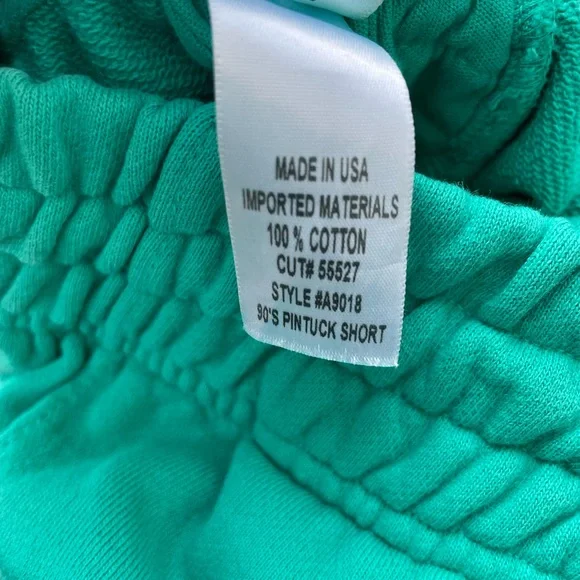 MADE IN USA
IMPORTED MATERIALS
100 % COTTON
CUT# 55527
STYLE #A9018
90'S PINTUCK SHORT